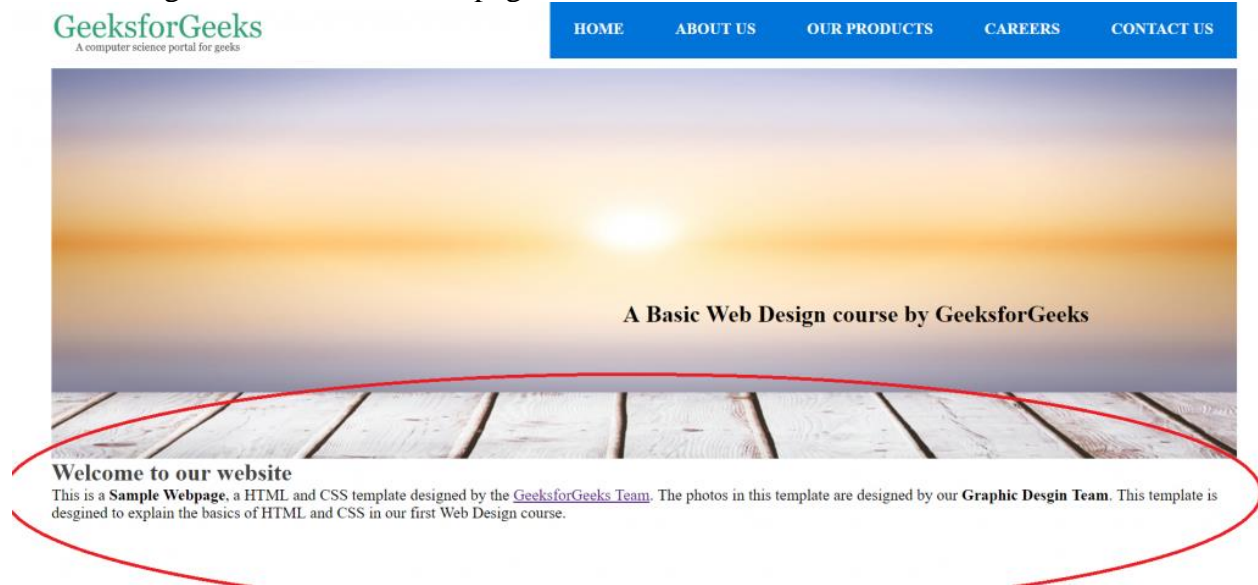 GeeksforGeeks
A computer science portal for geeks
HOME ABOUT US OUR PRODUCTS CAREERS CONTACT US
A Basic Web Design course by GeeksforGeeks
Welcome to our website
This is a Sample Webpage, a HTML and CSS template designed by the GeeksforGeeks Team. The photos in this template are designed by our Graphic Desgin Team. This template is
desgined to explain the basics of HTML and CSS in our first Web Design course.